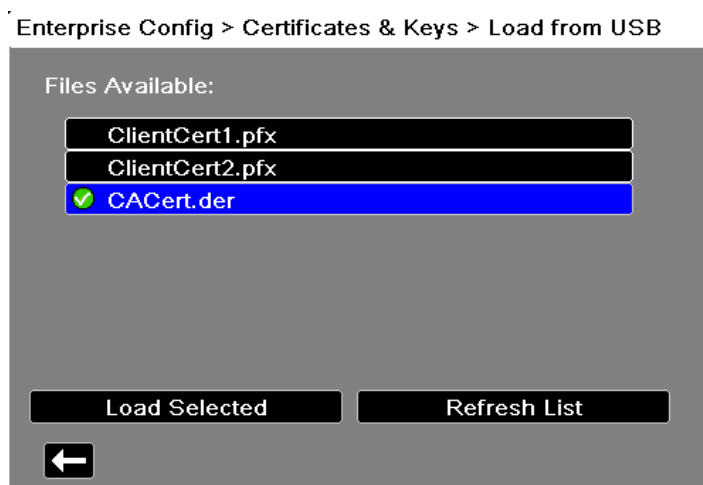 Enterprise Config > Certificates & Keys > Load from USB
Files Available:
ClientCert1.pfx
ClientCert2.pfx
CACert.der
Load Selected
Refresh List